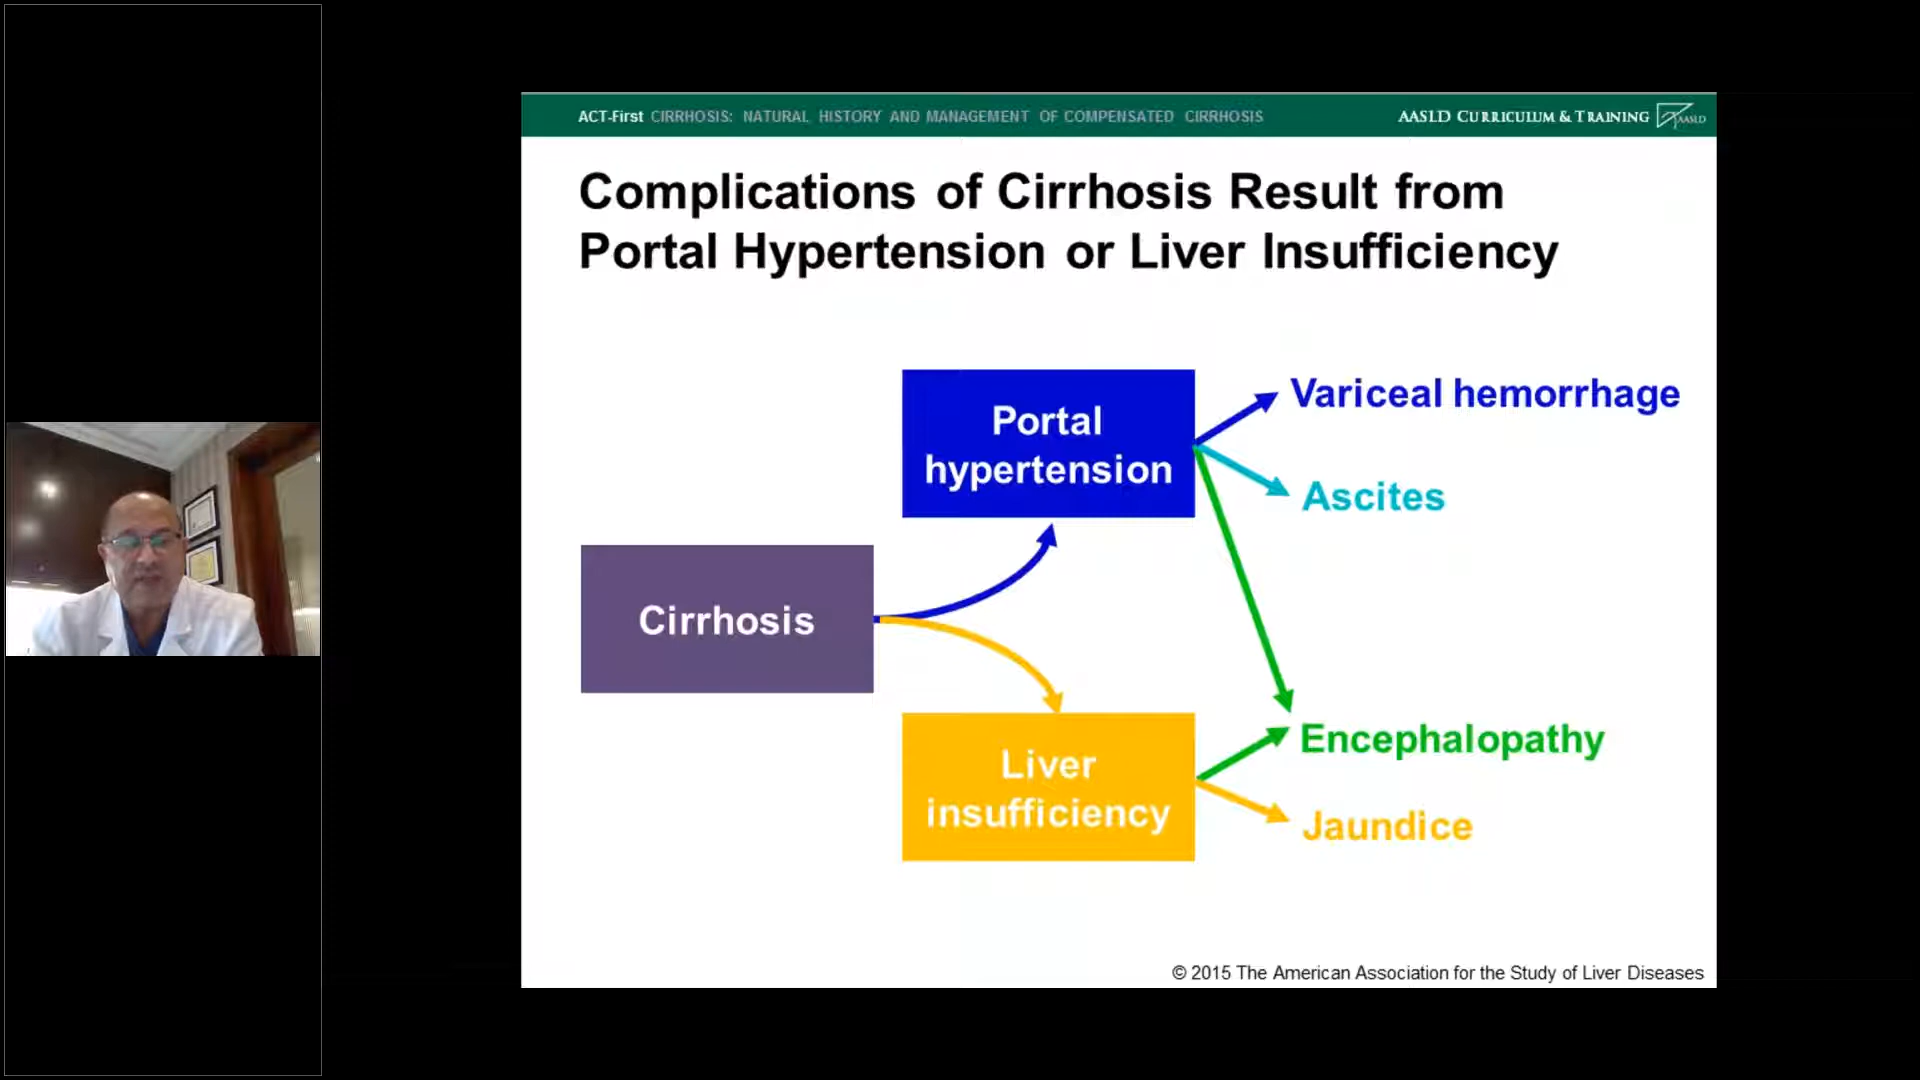 ACT-First CIRRHOSIS: NATURAL HISTORY AND MANAGEMENT OF COMPENSATED CIRRHOSIS
AASLD CURRICULUM & TRAINING
AASLD
Complications of Cirrhosis Result from
Portal Hypertension or Liver Insufficiency
Portal
hypertension
Variceal hemorrhage
Ascites
Cirrhosis
Liver
insufficiency
Encephalopathy
Jaundice
© 2015 The American Association for the Study of Liver Diseases